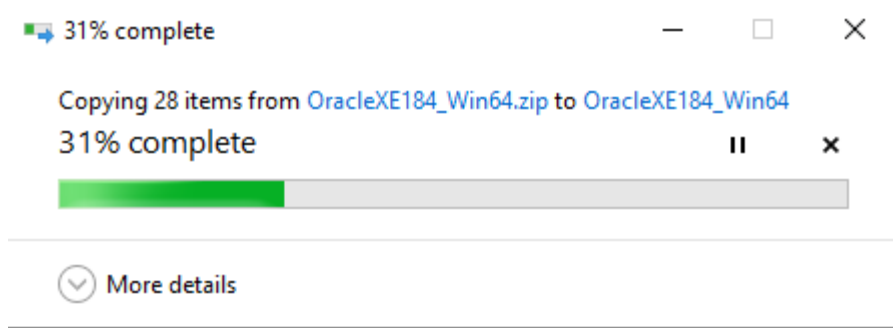 31% complete
Copying 28 items from OracleXE184_Win64.zip to OracleXE184_Win64
31% complete
More details